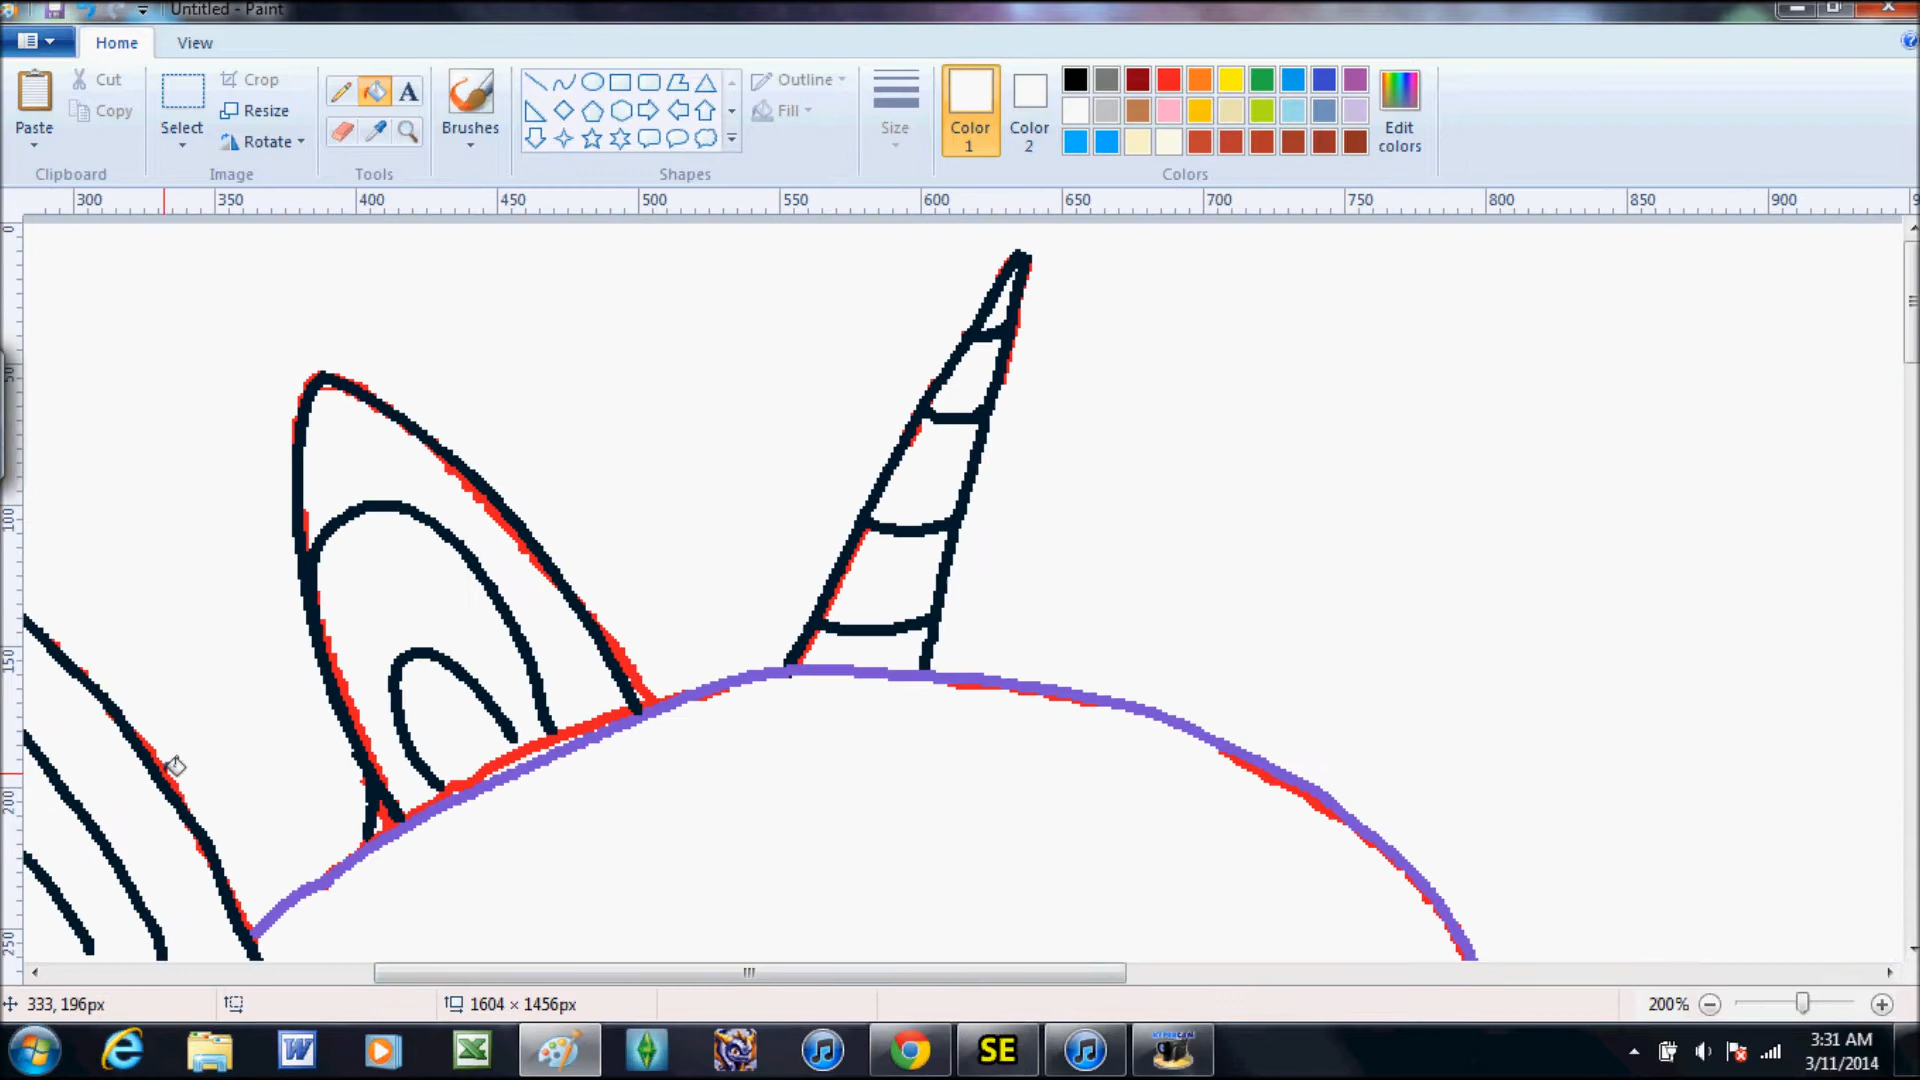 Untitled - Paint
Home View
Paste Cut Copy Clipboard
Select Crop Resize Rotate Image
A Tools
Brushes
Outline Fill Shapes
Size
Color 1 Color 2 Edit colors Colors
300 350 400 450 500 550 600 650 700 750 800 850 900
0
50
100
150
200
250
333, 196px 1604 × 1456px 200%
W X SE 3:31 AM
3/11/2014